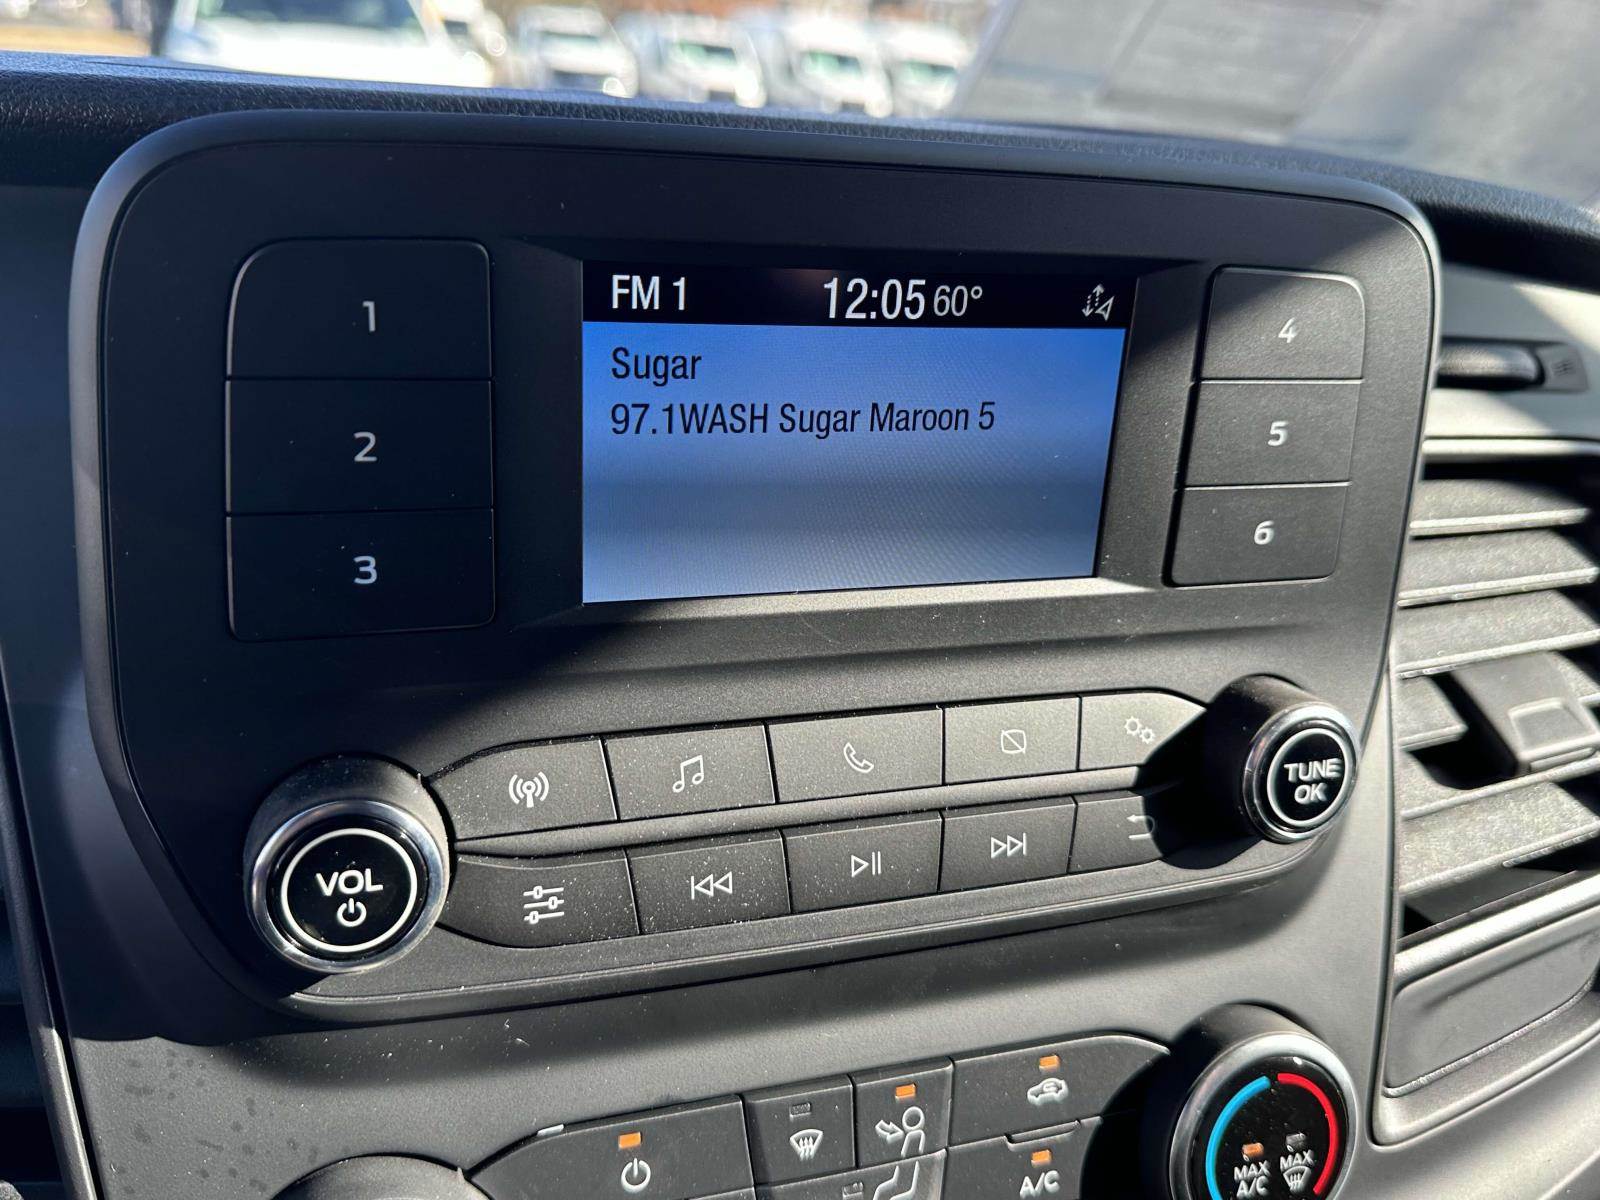 FM 1 12:05 60°
Sugar
97.1WASH Sugar Maroon 5
1
2
3
4
5
6
VOL
TUNE
OK
A/C
MAX
A/C
MAX